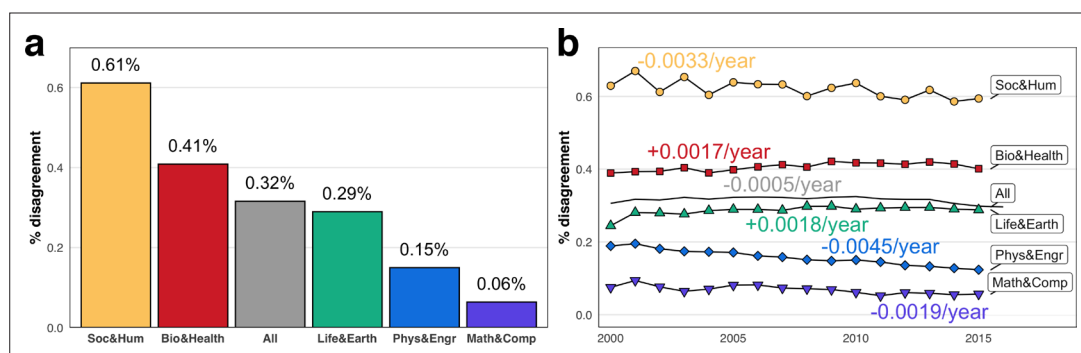 a
% disagreement
0.6
0.4
0.2
0.0
0.61%
0.41%
0.32%
0.29%
0.15%
0.06%
Soc&Hum
Bio&Health
All
Life&Earth
Phys&Engr
Math&Comp
b
% disagreement
0.6
0.4
0.2
0.0
-0.0033/year
+0.0017/year
-0.0005/year
+0.0018/year
-0.0045/year
-0.0019/year
Soc&Hum
Bio&Health
All
Life&Earth
Phys&Engr
Math&Comp
2000
2005
2010
2015